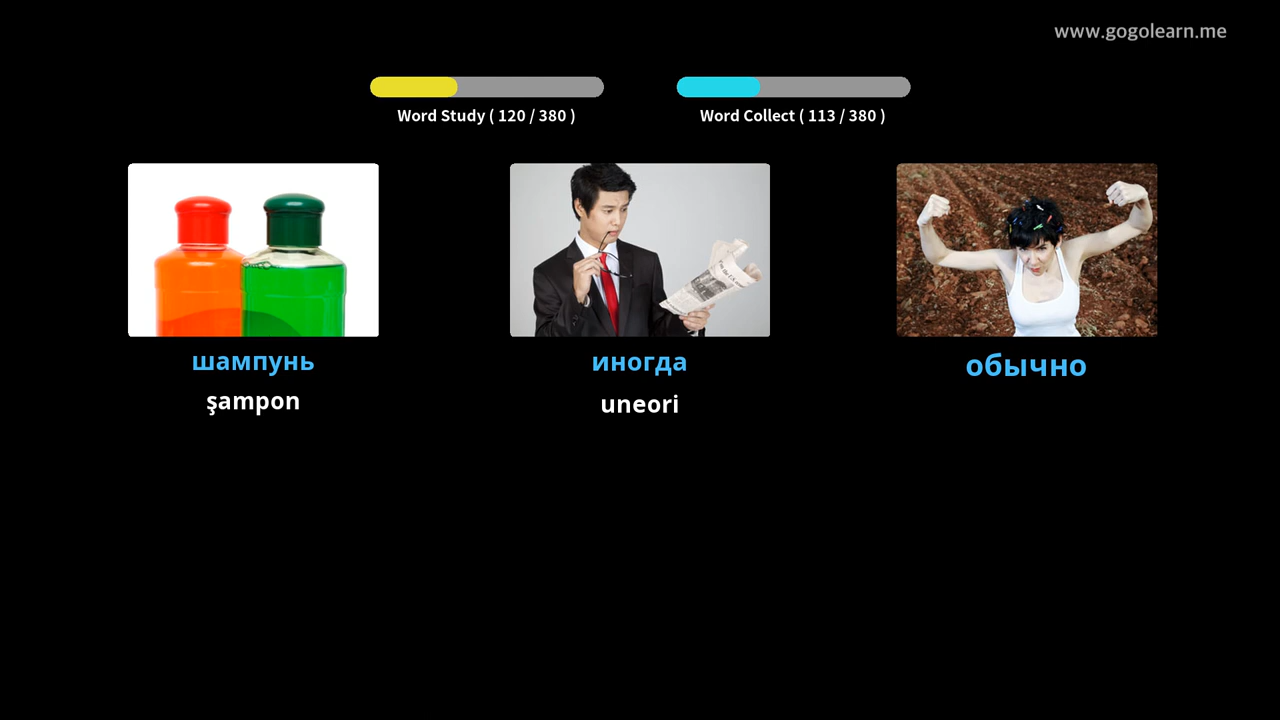 www.gogolearn.me
Word Study ( 120 / 380 )
Word Collect ( 113 / 380 )
шампунь
şampon
иногда
uneori
обычно